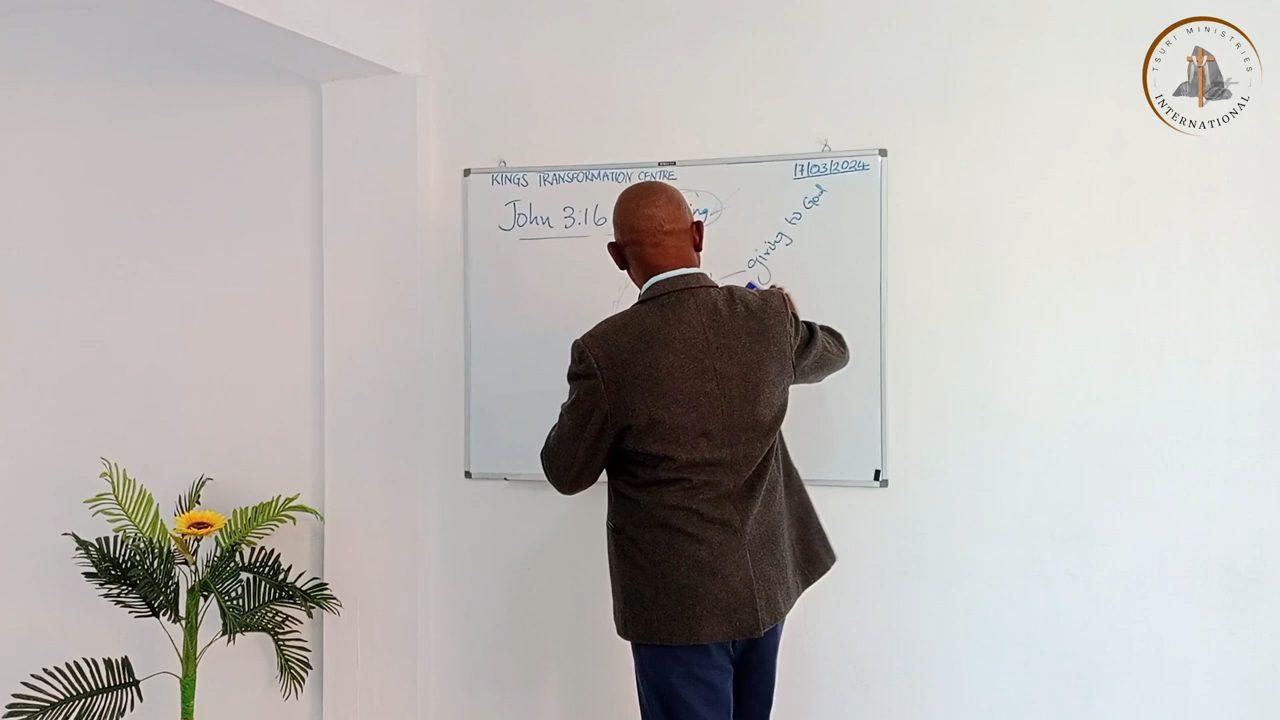 KINGS TRANSFORMATION CENTRE
17/03/2024
John 3:16
giving to God
TSURI MINISTRIES
INTERNATIONAL